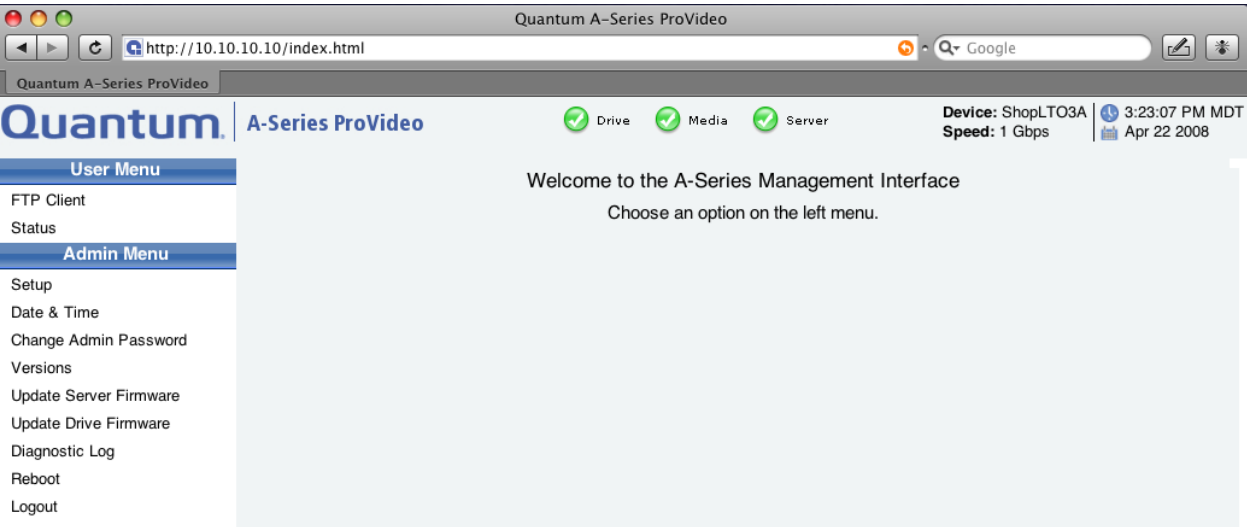 Quantum A-Series ProVideo
http://10.10.10.10/index.html
Google
Quantum A-Series ProVideo
Quantum.
A-Series ProVideo
Drive
Media
Server
Device: ShopLTO3A
Speed: 1 Gbps
3:23:07 PM MDT
Apr 22 2008
User Menu
FTP Client
Status
Admin Menu
Setup
Date & Time
Change Admin Password
Versions
Update Server Firmware
Update Drive Firmware
Diagnostic Log
Reboot
Logout
Welcome to the A-Series Management Interface
Choose an option on the left menu.